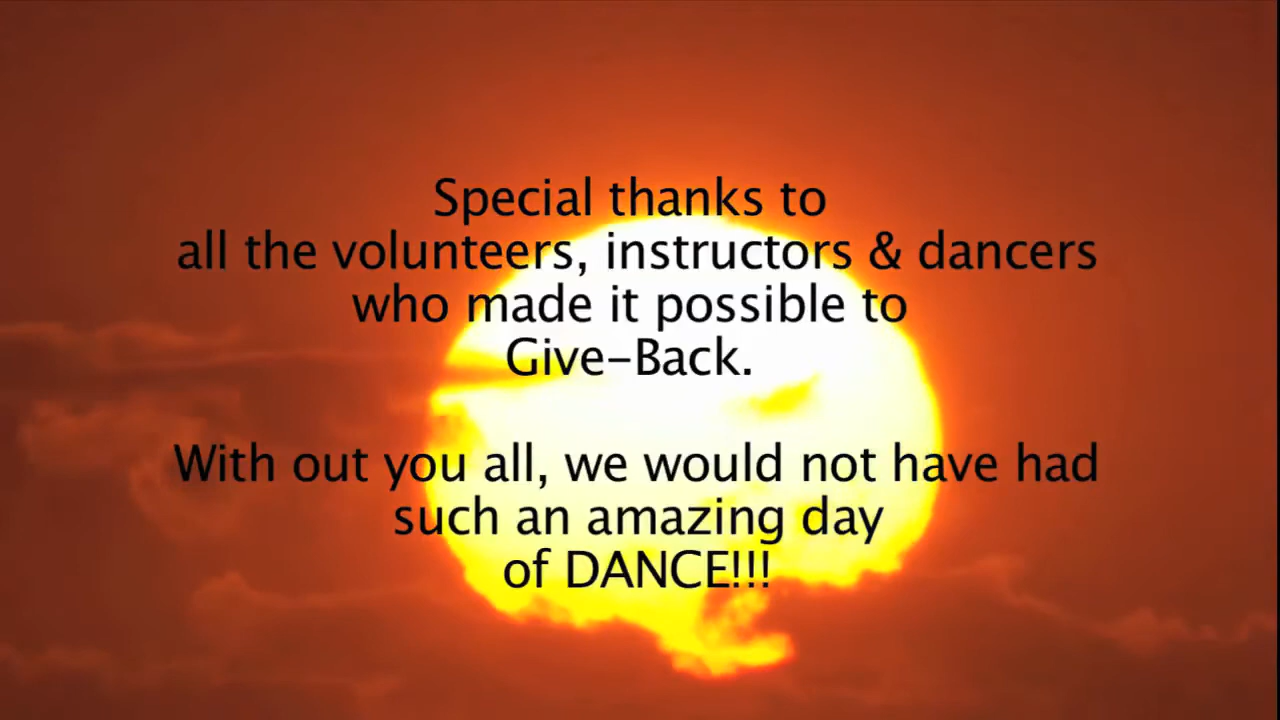 Special thanks to
all the volunteers, instructors & dancers
who made it possible to
Give-Back.
With out you all, we would not have had
such an amazing day
of DANCE!!!